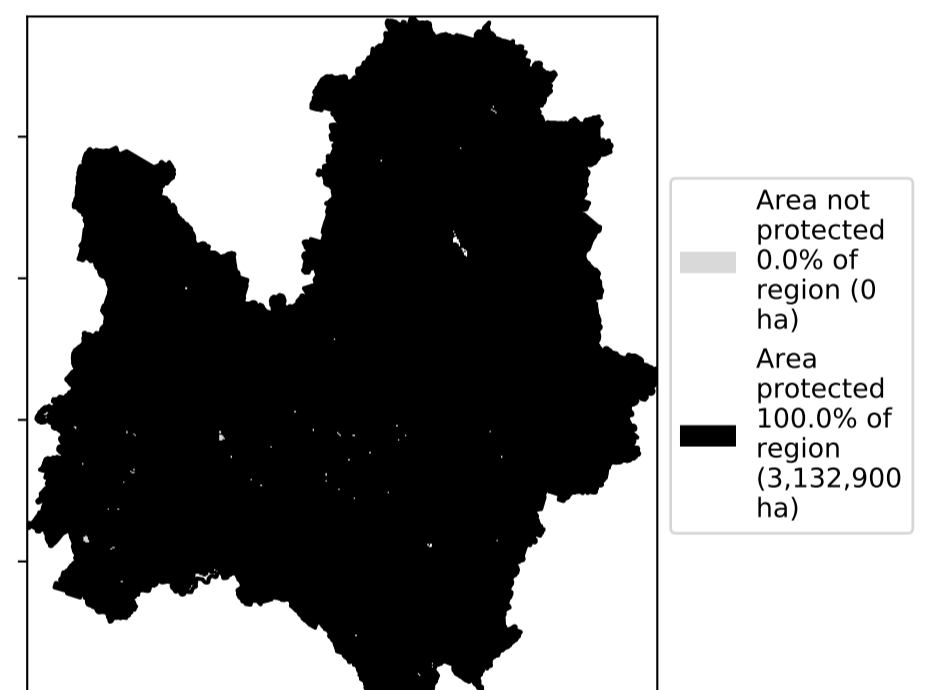 Area not
protected
0.0% of
region (0
ha)
Area
protected
100.0% of
region
(3,132,900
ha)